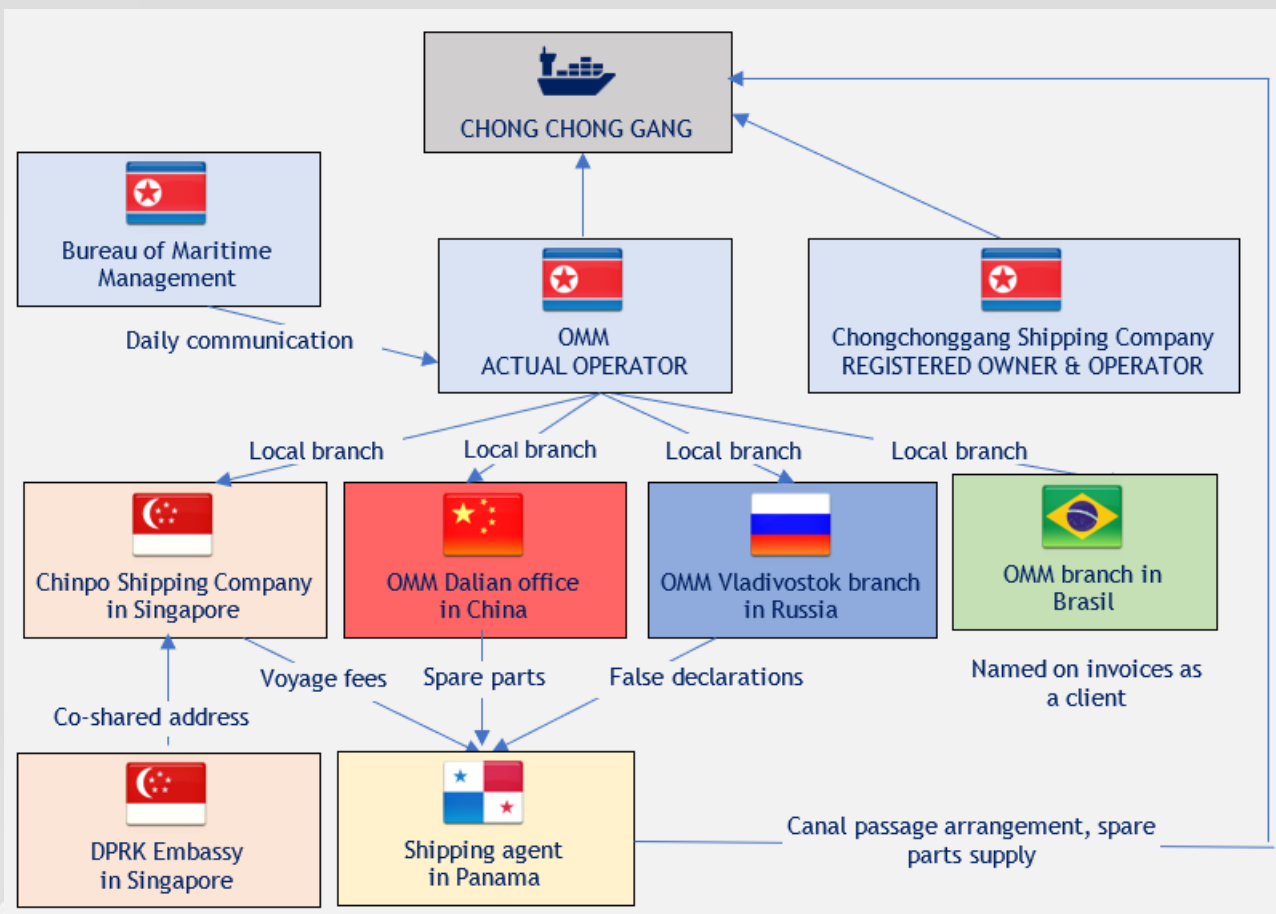 CHONG CHONG GANG
Bureau of Maritime
Management
Daily communication
OMM
ACTUAL OPERATOR
Chongchonggang Shipping Company
REGISTERED OWNER & OPERATOR
Local branch
Local branch
Local branch
Local branch
Chinpo Shipping Company
in Singapore
OMM Dalian office
in China
OMM Vladivostok branch
in Russia
OMM branch in
Brasil
Voyage fees
Spare parts
False declarations
Named on invoices as
a client
Co-shared address
DPRK Embassy
in Singapore
Shipping agent
in Panama
Canal passage arrangement, spare
parts supply